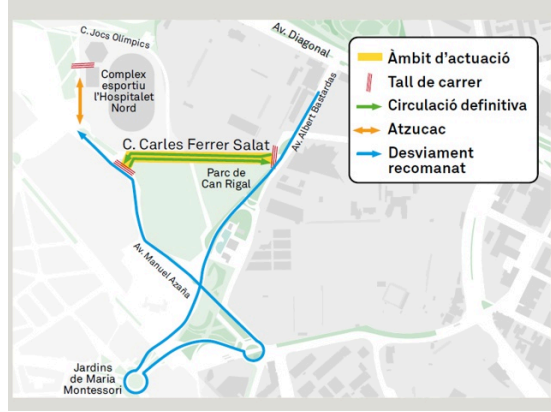 C. Jocs Olímpics
Av. Diagonal
Complex
esportiu
l'Hospitalet
Nord
Av. Albert Bastardas
C. Carles Ferrer Salat
Parc de
Can Rigal
Av. Manuel Azaña
Jardins
de Maria
Montessori
Àmbit d'actuació
Tall de carrer
Circulació definitiva
Atzucac
Desviament
recomanat